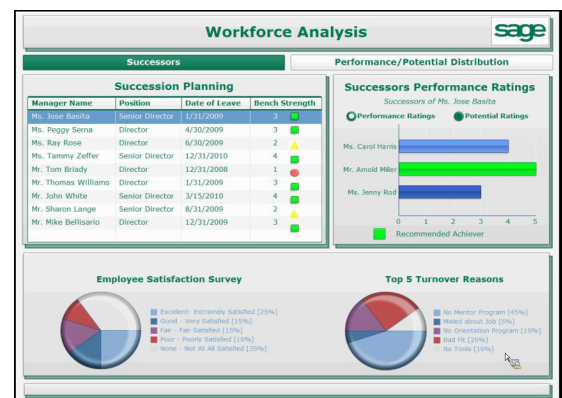 Workforce Analysis
sage
Successors
Performance/Potential Distribution
Succession Planning
Manager Name Position Date of Leave Bench Strength
Ms. Jose Basita Senior Director 1/31/2009 3
Ms. Peggy Serna Director 4/30/2009 3
Ms. Ray Rose Director 6/30/2009 2
Ms. Tammy Zeffer Senior Director 12/31/2010 4
Mr. Tom Briady Director 12/31/2008 1
Mr. Thomas Williams Director 1/31/2009 3
Mr. John White Senior Director 3/15/2010 4
Mr. Sharon Lange Senior Director 8/31/2009 2
Mr. Mike Bellisario Director 12/31/2009 3
Successors Performance Ratings
Successors of Ms. Jose Basita
Performance Ratings Potential Ratings
Ms. Carol Harris
Mr. Arnold Miller
Ms. Jenny Rod
0 1 2 3 4 5
Recommended Achiever
Employee Satisfaction Survey
Excellent- Extremely Satisfied [25%]
Good - Very Satisfied [15%]
Fair - Fair Satisfied [15%]
Poor - Poorly Satisfied [10%]
None - Not At All Satisfied [35%]
Top 5 Turnover Reasons
No Mentor Program [45%]
Misled about Job [5%]
No Orientation Program [15%]
Bad Fit [25%]
No Tools [10%]